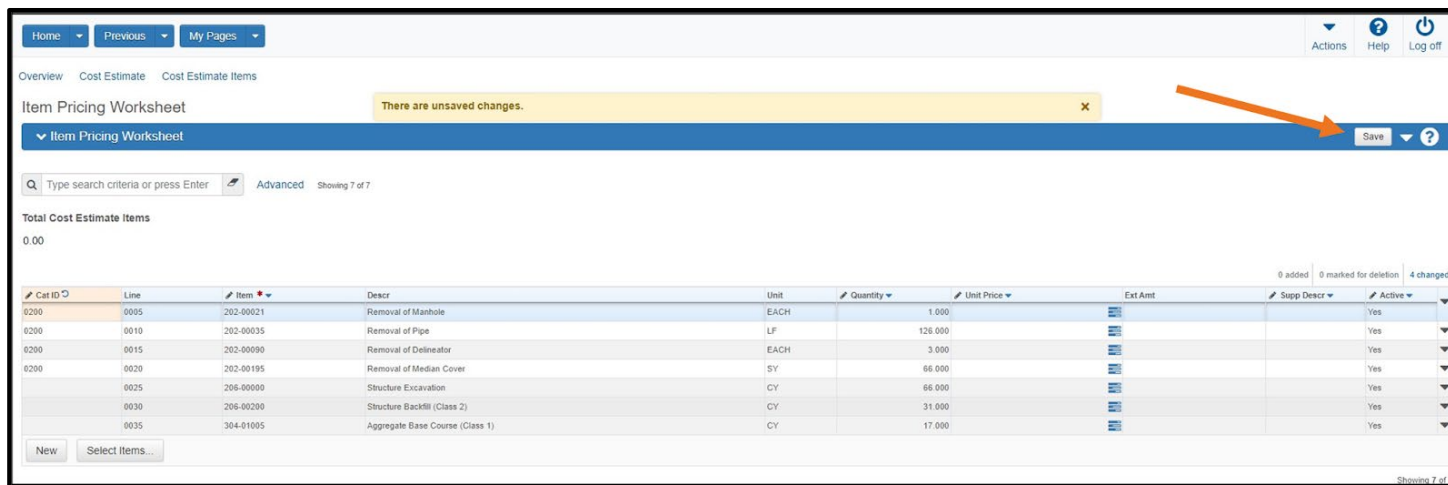 Home Previous My Pages
Actions Help Log off
Overview Cost Estimate Cost Estimate Items
Item Pricing Worksheet
There are unsaved changes. ×
Item Pricing Worksheet Save ?
Type search criteria or press Enter Advanced Showing 7 of 7
Total Cost Estimate Items
0.00
0 added 0 marked for deletion 4 changed
Cat ID Line Item * Descr Unit Quantity Unit Price Ext Amt Supp Descr Active
0200 0005 202-00021 Removal of Manhole EACH 1.000 Yes
0200 0010 202-00035 Removal of Pipe LF 126.000 Yes
0200 0015 202-00090 Removal of Delineator EACH 3.000 Yes
0200 0020 202-00195 Removal of Median Cover SY 66.000 Yes
0025 206-00000 Structure Excavation CY 66.000 Yes
0030 206-00200 Structure Backfill (Class 2) CY 31.000 Yes
0035 304-01005 Aggregate Base Course (Class 1) CY 17.000 Yes
New Select Items...
Showing 7 of